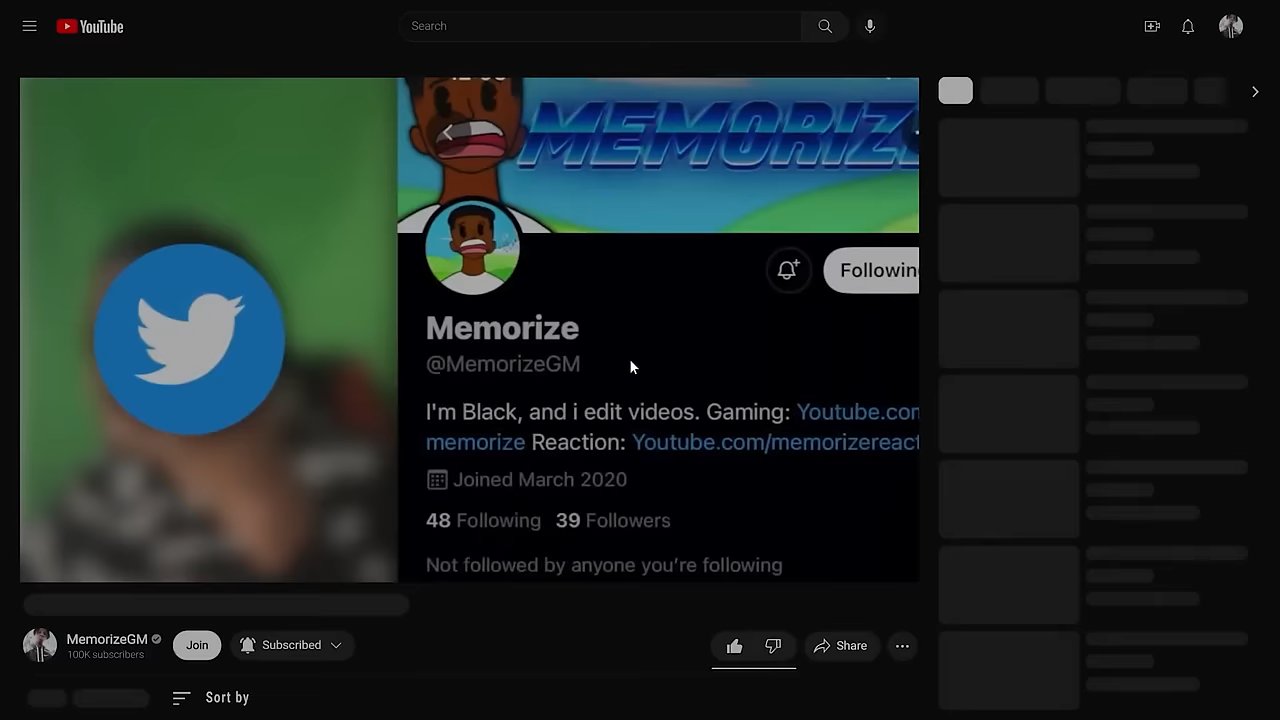 YouTube
Search
MEMORIZ
Following
Memorize
@MemorizeGM
I'm Black, and i edit videos. Gaming: Youtube.com
memorize Reaction: Youtube.com/memorizereact
Joined March 2020
48 Following 39 Followers
Not followed by anyone you're following
MemorizeGM
100K subscribers
Join
Subscribed
Share
Sort by